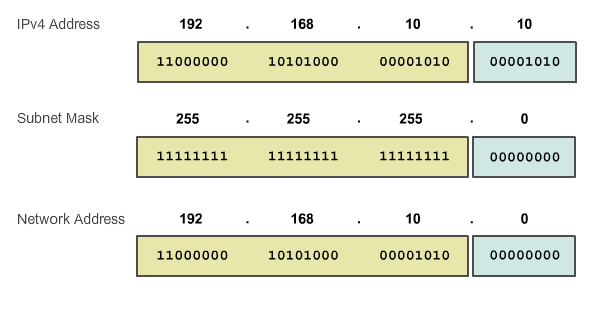 IPv4 Address 192 . 168 . 10 . 10
11000000 10101000 00001010 00001010
Subnet Mask 255 . 255 . 255 . 0
11111111 11111111 11111111 00000000
Network Address 192 . 168 . 10 . 0
11000000 10101000 00001010 00000000